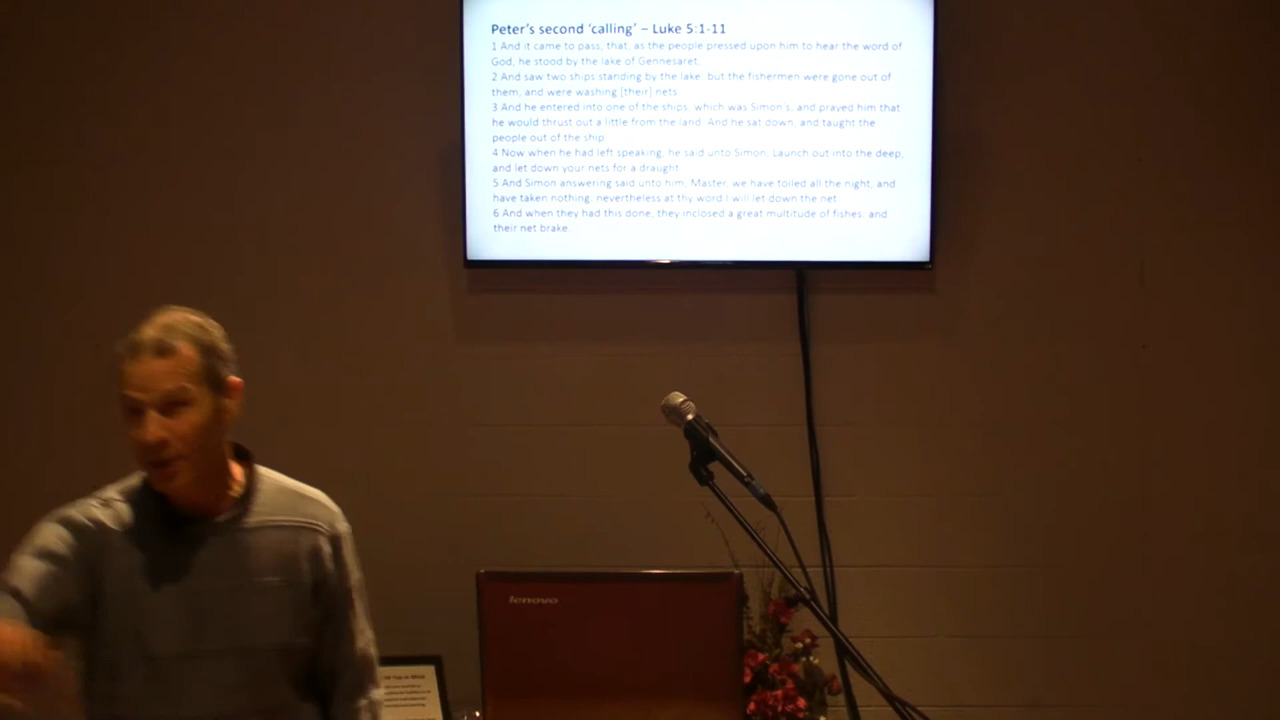 Peter's second 'calling' – Luke 5:1-11
1 And it came to pass, that, as the people pressed upon him to hear the word of
God, he stood by the lake of Gennesaret,
2 And saw two ships standing by the lake: but the fishermen were gone out of
them, and were washing [their] nets.
3 And he entered into one of the ships, which was Simon's, and prayed him that
he would thrust out a little from the land. And he sat down, and taught the
people out of the ship.
4 Now when he had left speaking, he said unto Simon, Launch out into the deep,
and let down your nets for a draught.
5 And Simon answering said unto him, Master, we have toiled all the night, and
have taken nothing: nevertheless at thy word I will let down the net.
6 And when they had this done, they inclosed a great multitude of fishes: and
their net brake.
lenovo